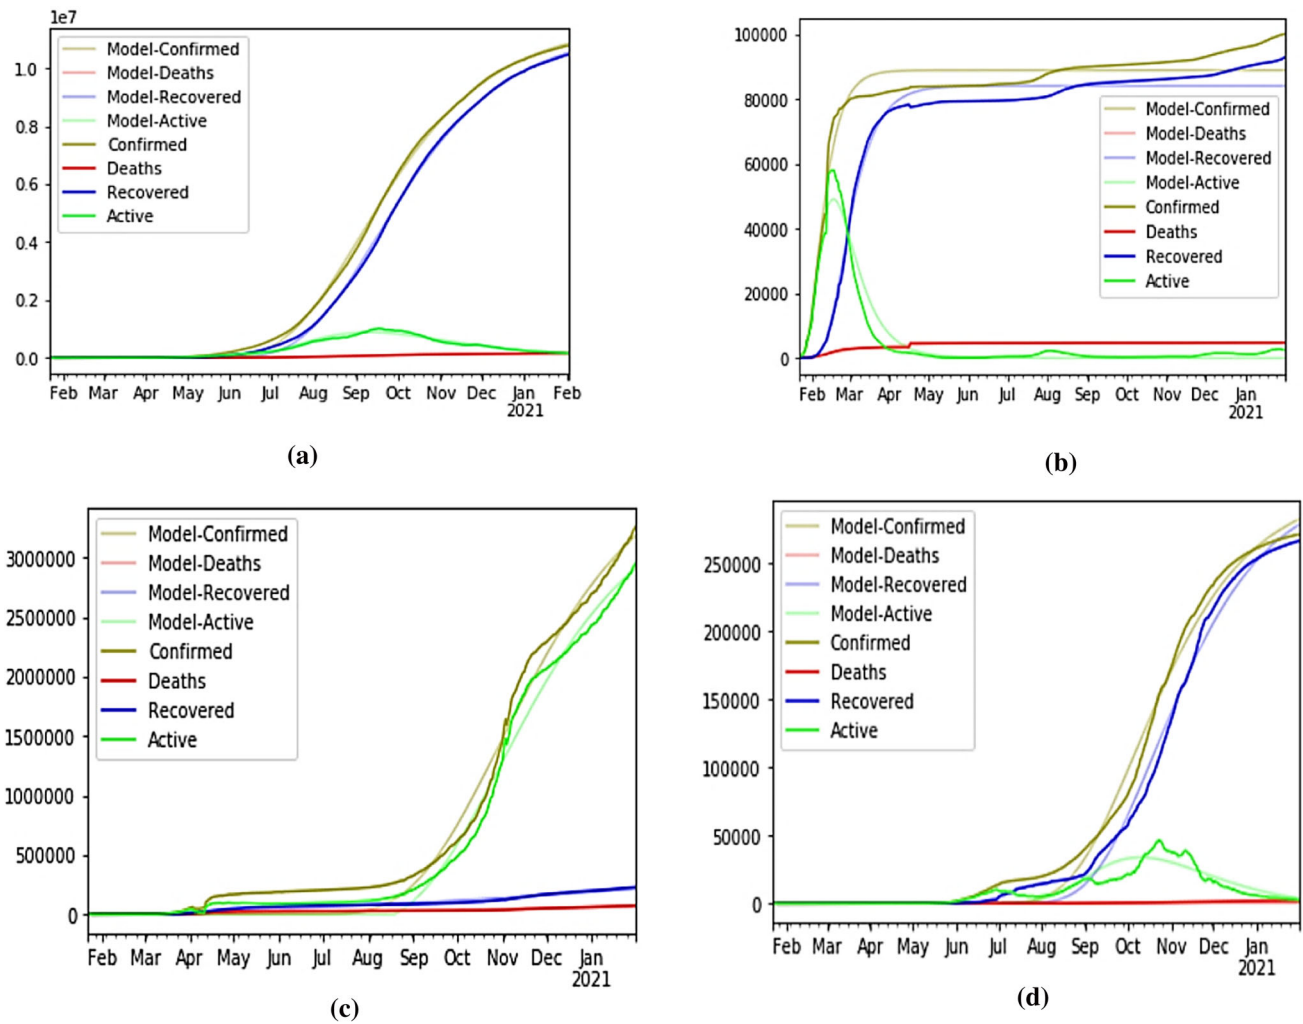 1e7
Model-Confirmed
Model-Deaths
Model-Recovered
Model-Active
Confirmed
Deaths
Recovered
Active
1.0
0.8
0.6
0.4
0.2
0.0
Feb Mar Apr May Jun Jul Aug Sep Oct Nov Dec Jan Feb
2021
(a)
100000
80000
60000
40000
20000
0
Model-Confirmed
Model-Deaths
Model-Recovered
Model-Active
Confirmed
Deaths
Recovered
Active
Feb Mar Apr May Jun Jul Aug Sep Oct Nov Dec Jan
2021
(b)
Model-Confirmed
Model-Deaths
Model-Recovered
Model-Active
Confirmed
Deaths
Recovered
Active
3000000
2500000
2000000
1500000
1000000
500000
0
Feb Mar Apr May Jun Jul Aug Sep Oct Nov Dec Jan
2021
(c)
Model-Confirmed
Model-Deaths
Model-Recovered
Model-Active
Confirmed
Deaths
Recovered
Active
250000
200000
150000
100000
50000
0
Feb Mar Apr May Jun Jul Aug Sep Oct Nov Dec Jan
2021
(d)